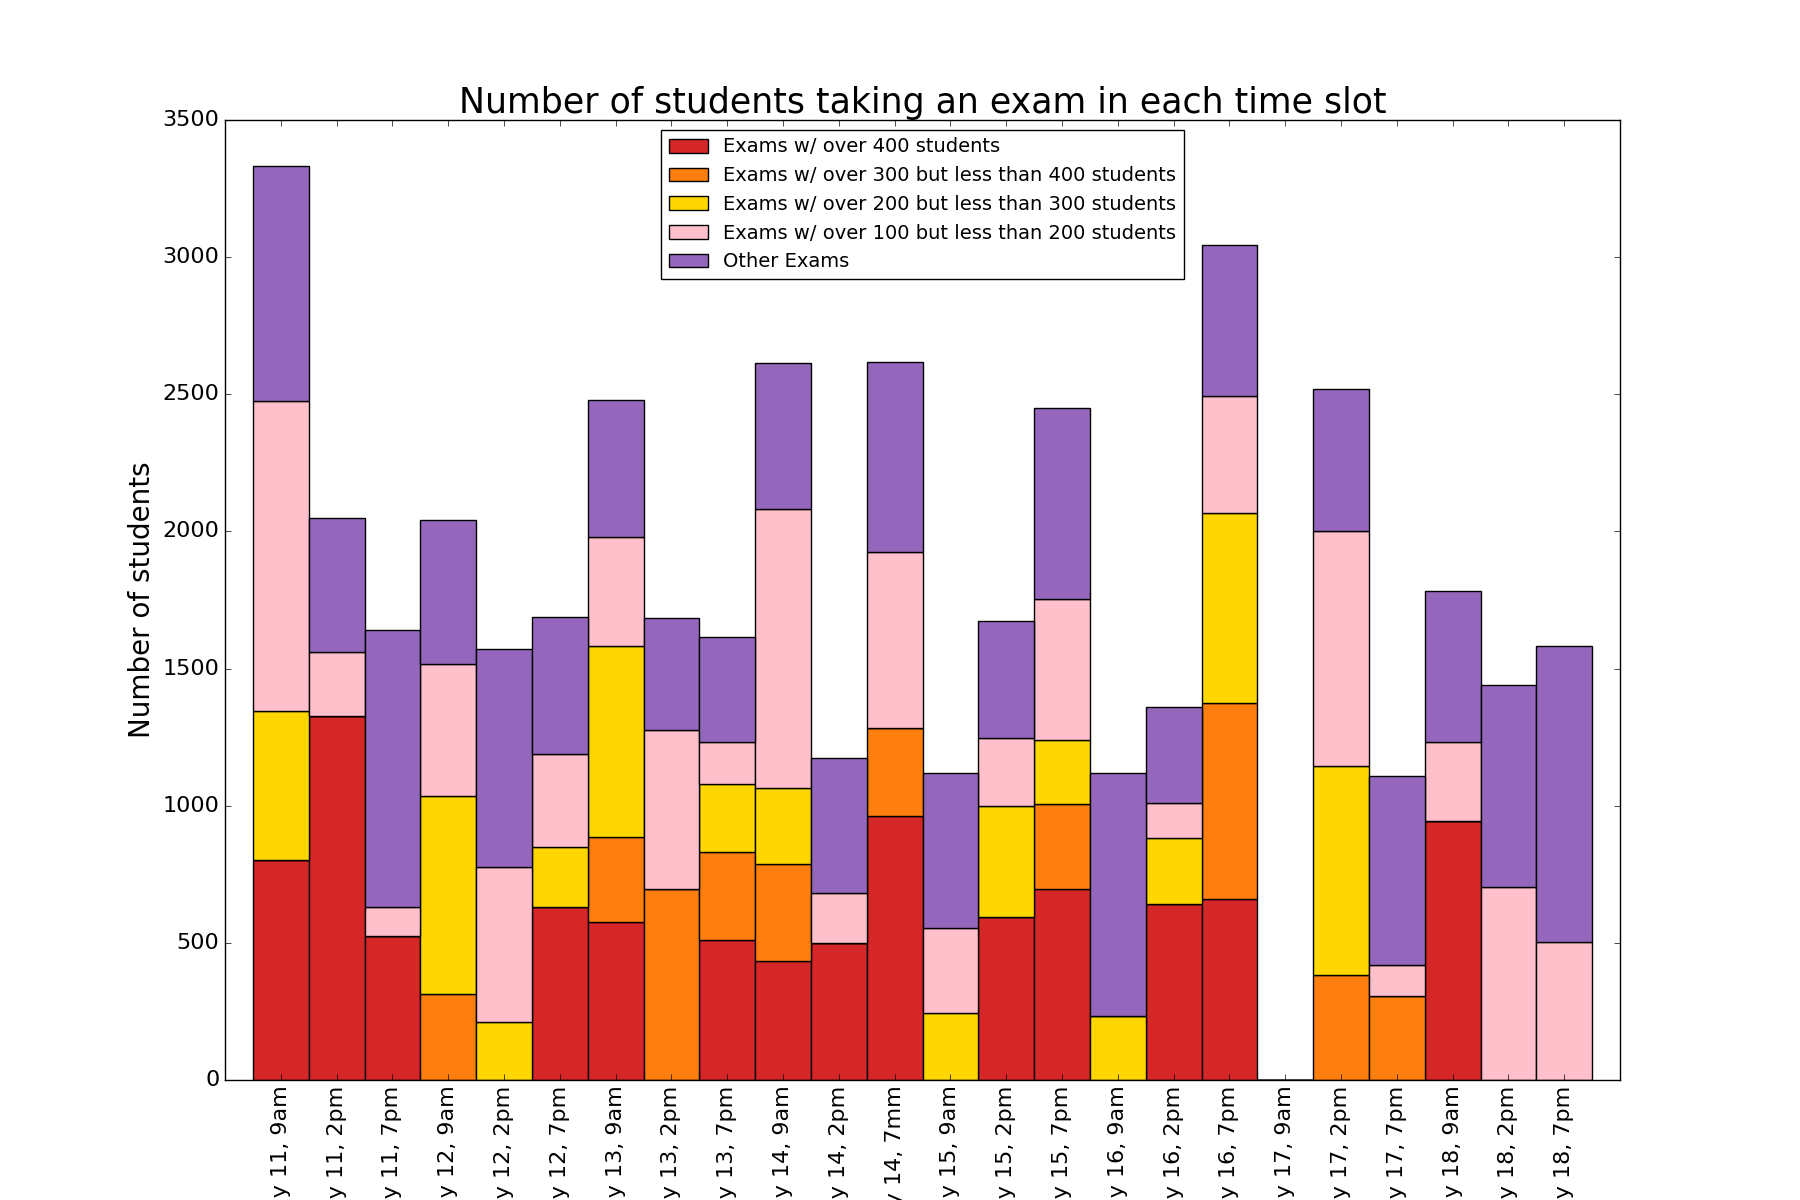 Number of students taking an exam in each time slot
Exams w/ over 400 students
Exams w/ over 300 but less than 400 students
Exams w/ over 200 but less than 300 students
Exams w/ over 100 but less than 200 students
Other Exams
Number of students
3500
3000
2500
2000
1500
1000
500
0
y 11, 9am
y 11, 2pm
y 11, 7pm
y 12, 9am
y 12, 2pm
y 12, 7pm
y 13, 9am
y 13, 2pm
y 13, 7pm
y 14, 9am
y 14, 2pm
y 14, 7mm
y 15, 9am
y 15, 2pm
y 15, 7pm
y 16, 9am
y 16, 2pm
y 16, 7pm
y 17, 9am
y 17, 2pm
y 17, 7pm
y 18, 9am
y 18, 2pm
y 18, 7pm